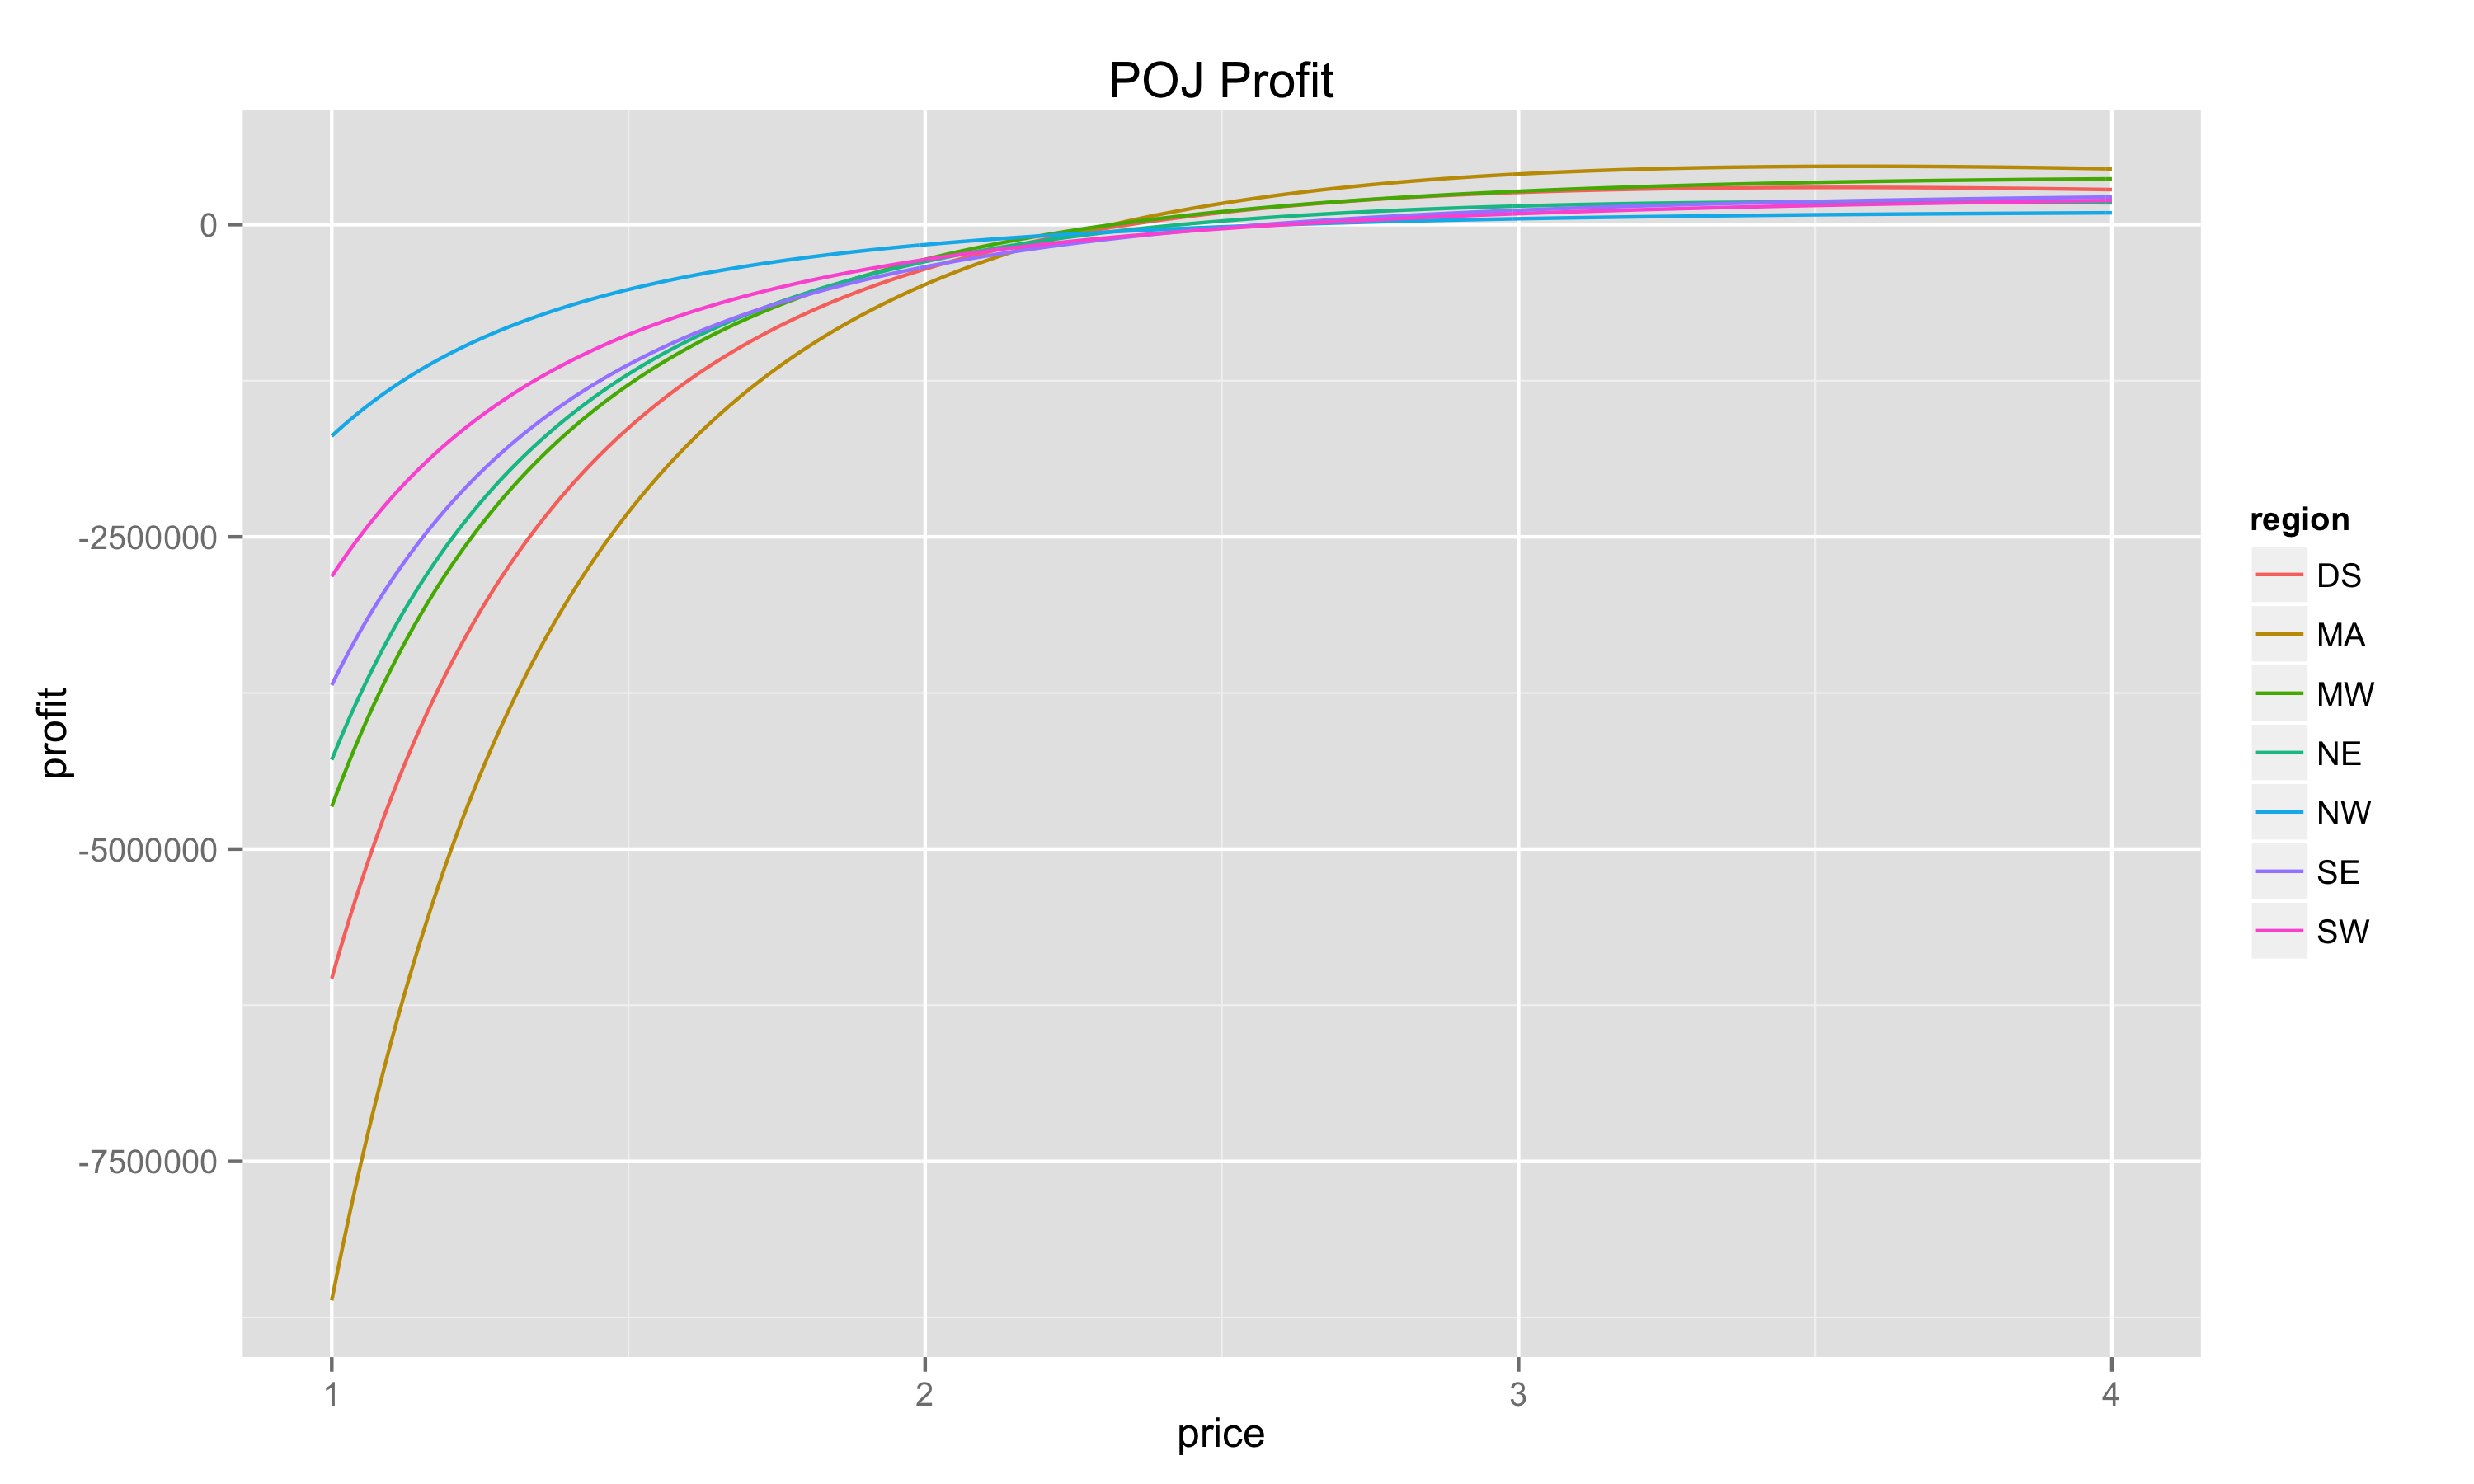 POJ Profit
0
-2500000
-5000000
-7500000
profit
1
2
3
4
price
region
DS
MA
MW
NE
NW
SE
SW